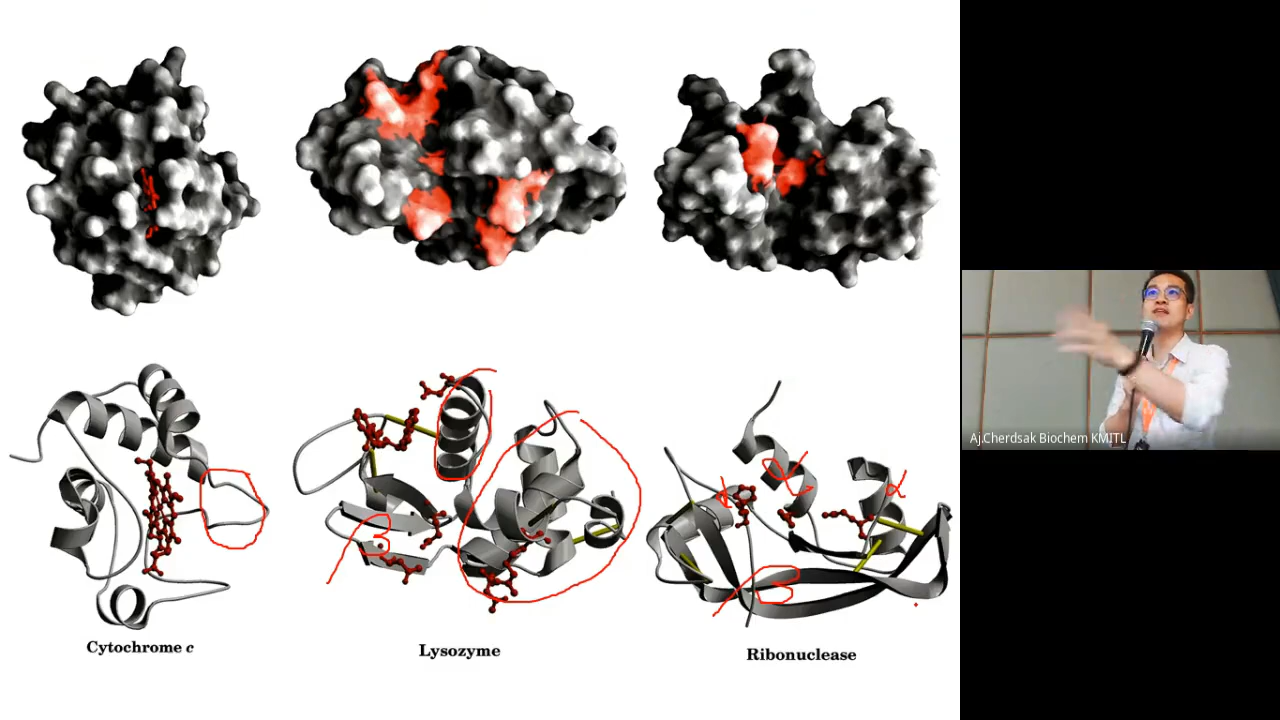 α
α
α
β
β
Cytochrome c
Lysozyme
Ribonuclease
Aj.Cherdsak Biochem KMITL